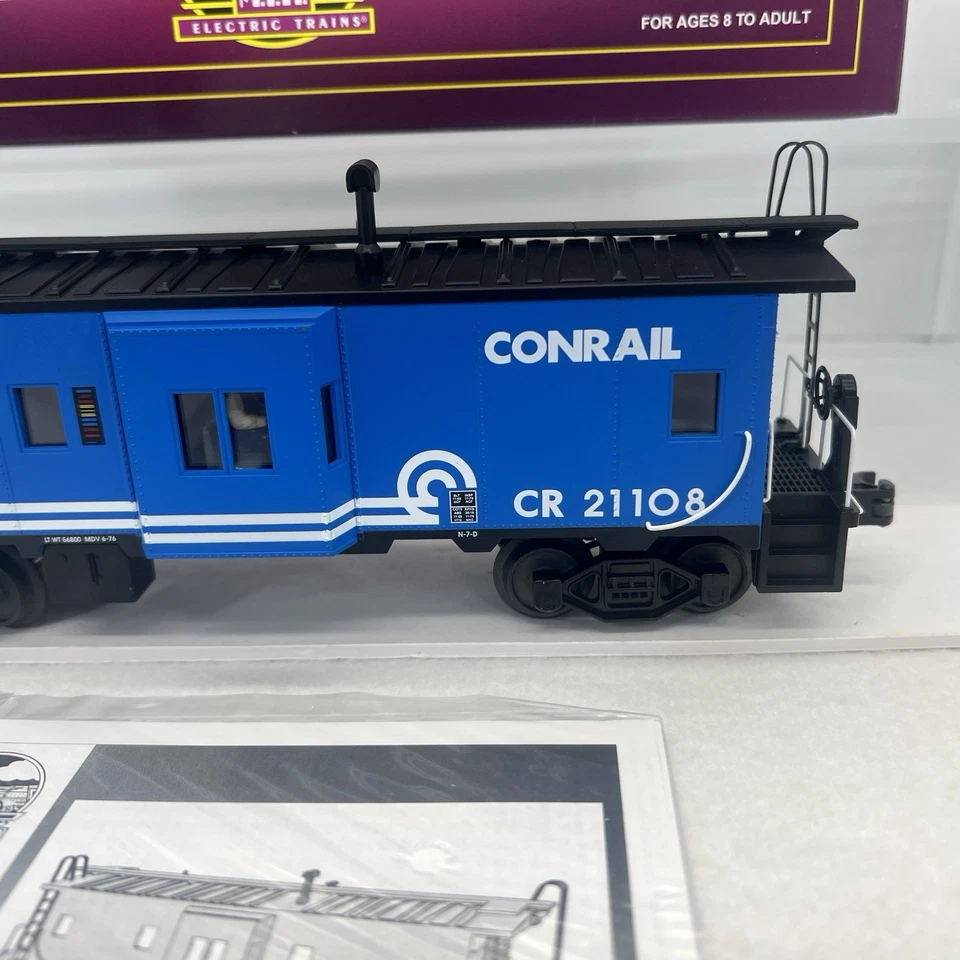 M.T.H.
ELECTRIC TRAINS®
FOR AGES 8 TO ADULT
CONRAIL
CR 21108
N-7-D
LT WT 56800 MDV 6-76